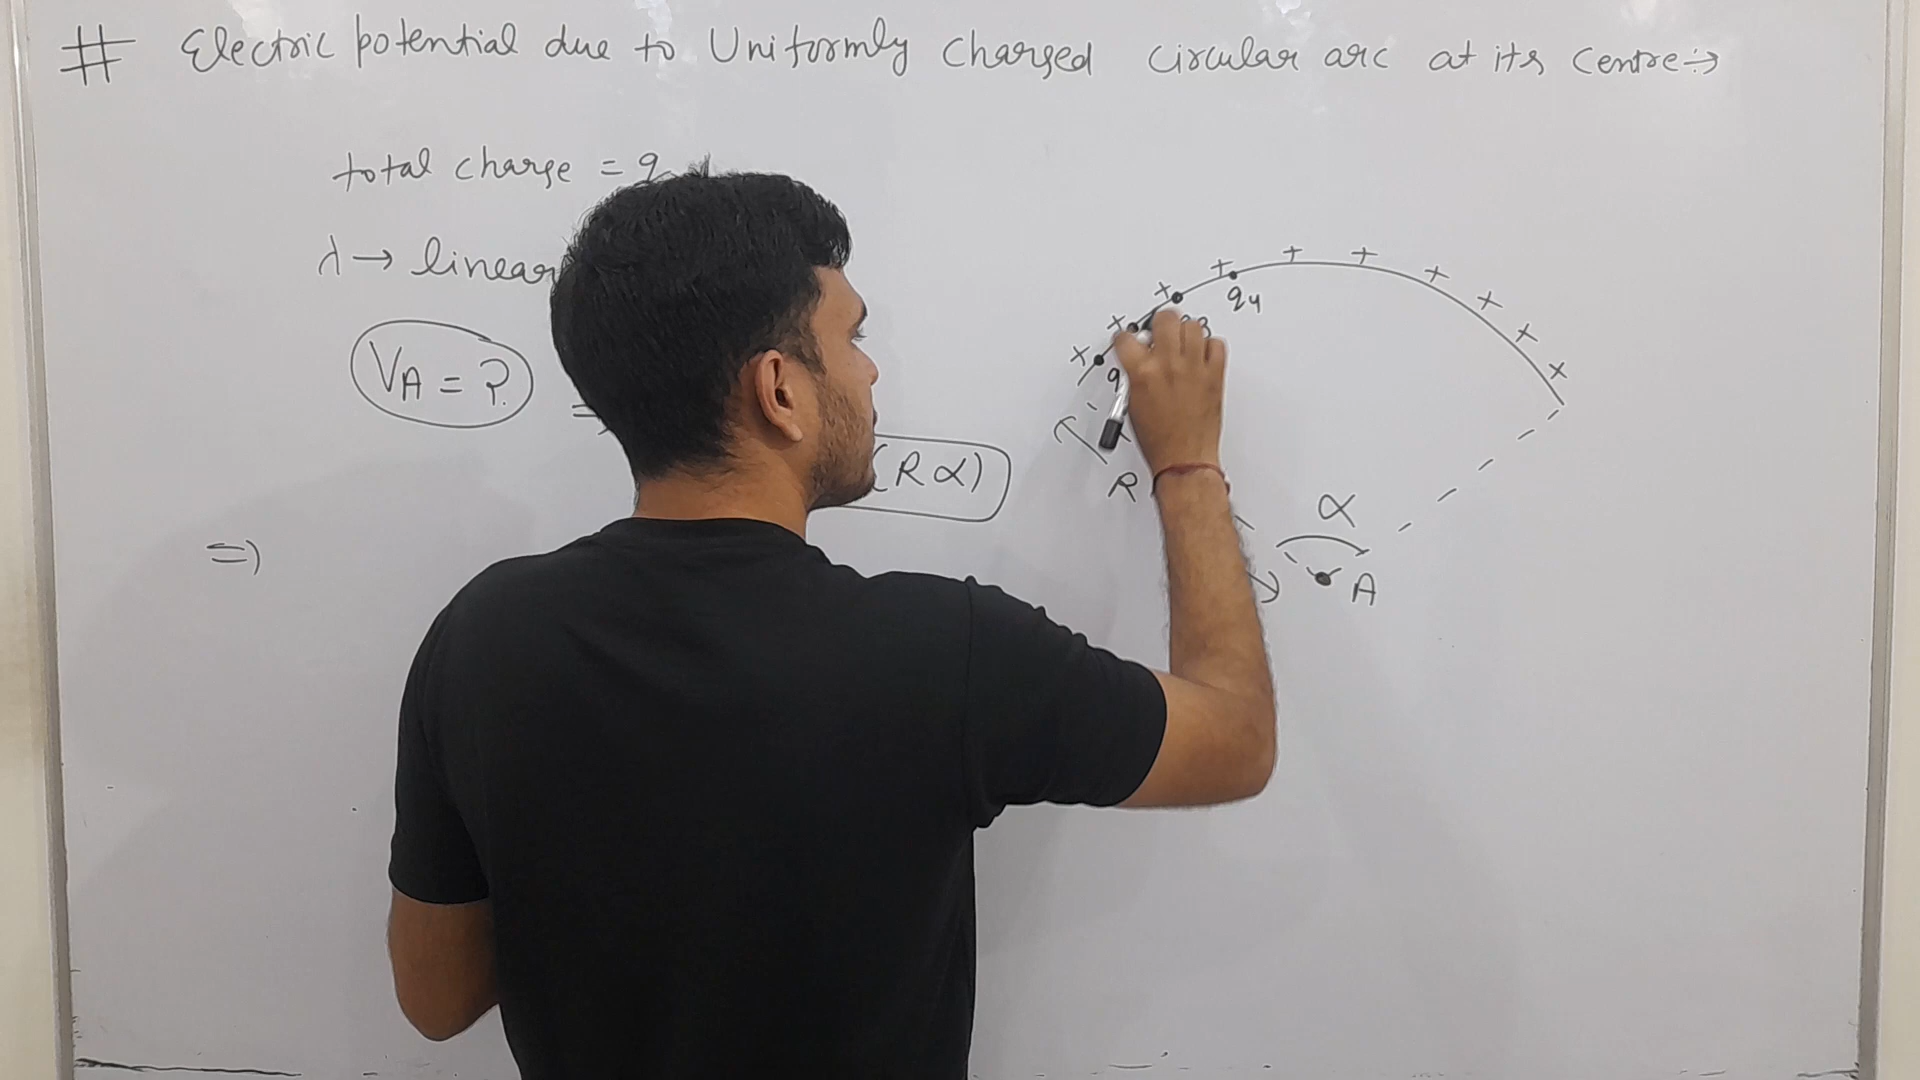 # Electric potential due to Uniformly Charged Circular arc at its Centre :→
total charge = q
λ → linear
VA = ?
=
(Rα)
=)
+ + + + + + + + + + +
q4
q
R
α
A